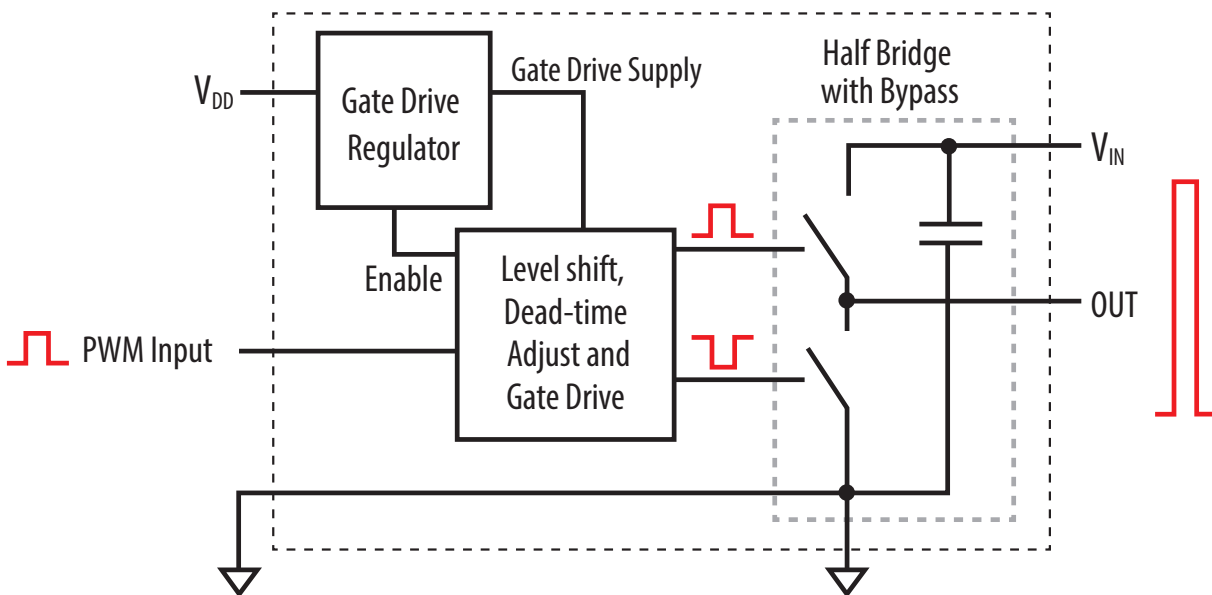 Half Bridge
with Bypass
Gate Drive Supply
VDD
Gate Drive
Regulator
VIN
Enable
Level shift,
Dead-time
Adjust and
Gate Drive
OUT
PWM Input